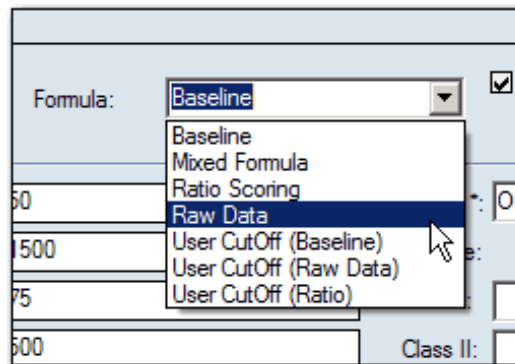 Formula:
Baseline
Baseline
Mixed Formula
Ratio Scoring
50
Raw Data
*:
User CutOff (Baseline)
1500
e:
User CutOff (Raw Data)
75
:
User CutOff (Ratio)
500
Class II: